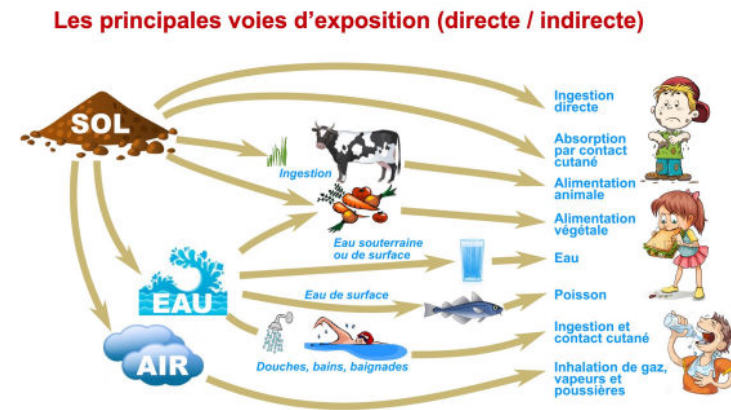 Les principales voies d'exposition (directe / indirecte)
SOL
Ingestion
Eau souterraine
ou de surface
EAU
Eau de surface
Douches, bains, baignades
AIR
Ingestion
directe
Absorption
par contact
cutané
Alimentation
animale
Alimentation
végétale
Eau
Poisson
Ingestion et
contact cutané
Inhalation de gaz,
vapeurs et
poussières